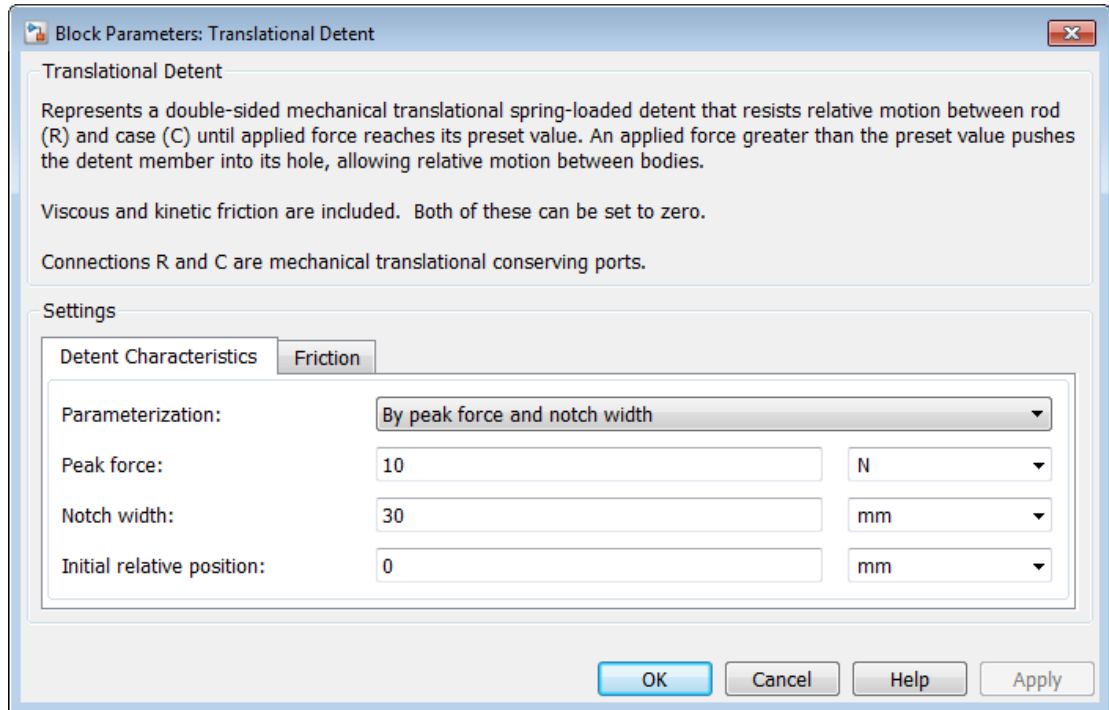 Block Parameters: Translational Detent
Translational Detent
Represents a double-sided mechanical translational spring-loaded detent that resists relative motion between rod
(R) and case (C) until applied force reaches its preset value. An applied force greater than the preset value pushes
the detent member into its hole, allowing relative motion between bodies.
Viscous and kinetic friction are included.  Both of these can be set to zero.
Connections R and C are mechanical translational conserving ports.
Settings
Detent Characteristics Friction
Parameterization: By peak force and notch width
Peak force: 10 N
Notch width: 30 mm
Initial relative position: 0 mm
OK Cancel Help Apply